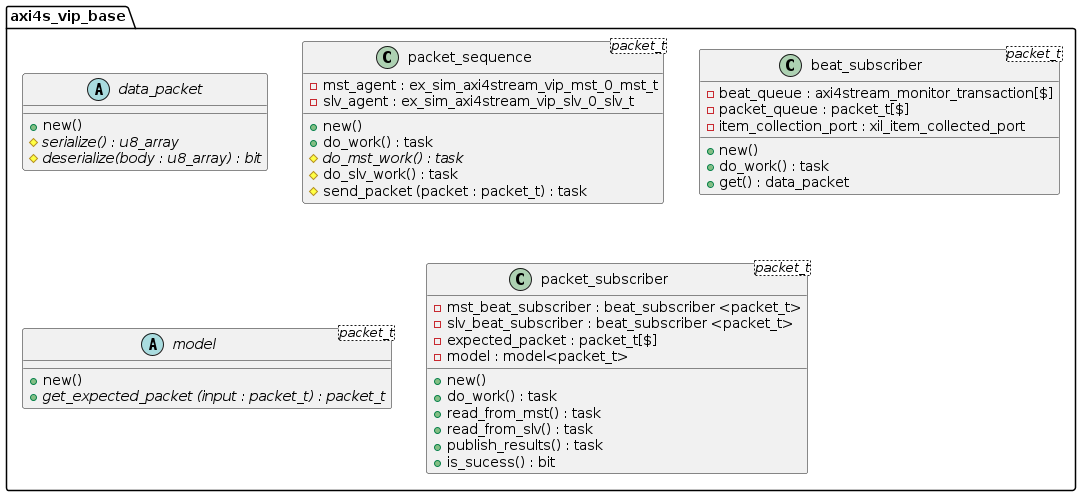 axi4s_vip_base
A data_packet
new()
serialize() : u8_array
deserialize(body : u8_array) : bit
C packet_sequence
packet_t
mst_agent : ex_sim_axi4stream_vip_mst_0_mst_t
slv_agent : ex_sim_axi4stream_vip_slv_0_slv_t
new()
do_work() : task
do_mst_work() : task
do_slv_work() : task
send_packet (packet : packet_t) : task
C beat_subscriber
packet_t
beat_queue : axi4stream_monitor_transaction[$]
packet_queue : packet_t[$]
item_collection_port : xil_item_collected_port
new()
do_work() : task
get() : data_packet
A model
packet_t
new()
get_expected_packet (input : packet_t) : packet_t
C packet_subscriber
packet_t
mst_beat_subscriber : beat_subscriber <packet_t>
slv_beat_subscriber : beat_subscriber <packet_t>
expected_packet : packet_t[$]
model : model<packet_t>
new()
do_work() : task
read_from_mst() : task
read_from_slv() : task
publish_results() : task
is_sucess() : bit